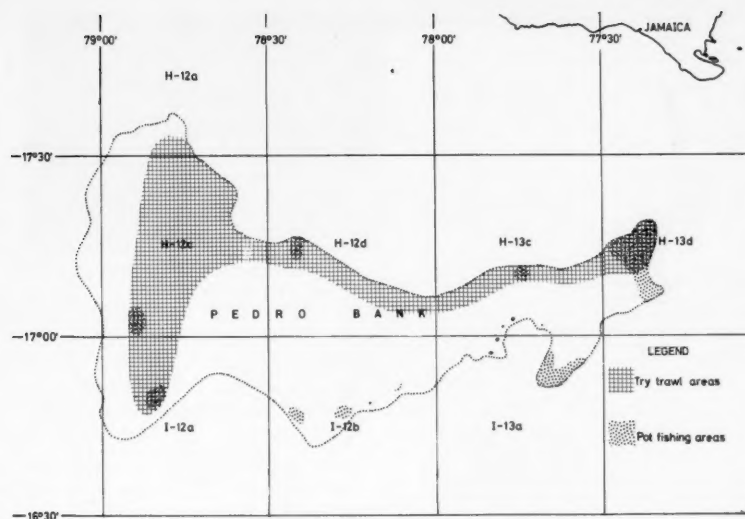 79°00'
78°30'
78°00'
77°30'
JAMAICA
H-12a
17°30'
H-12c
H-12d
H-13c
H-13d
PEDRO BANK
17°00'
LEGEND
Try trawl areas
Pot fishing areas
I-12a
I-12b
I-13a
16°30'